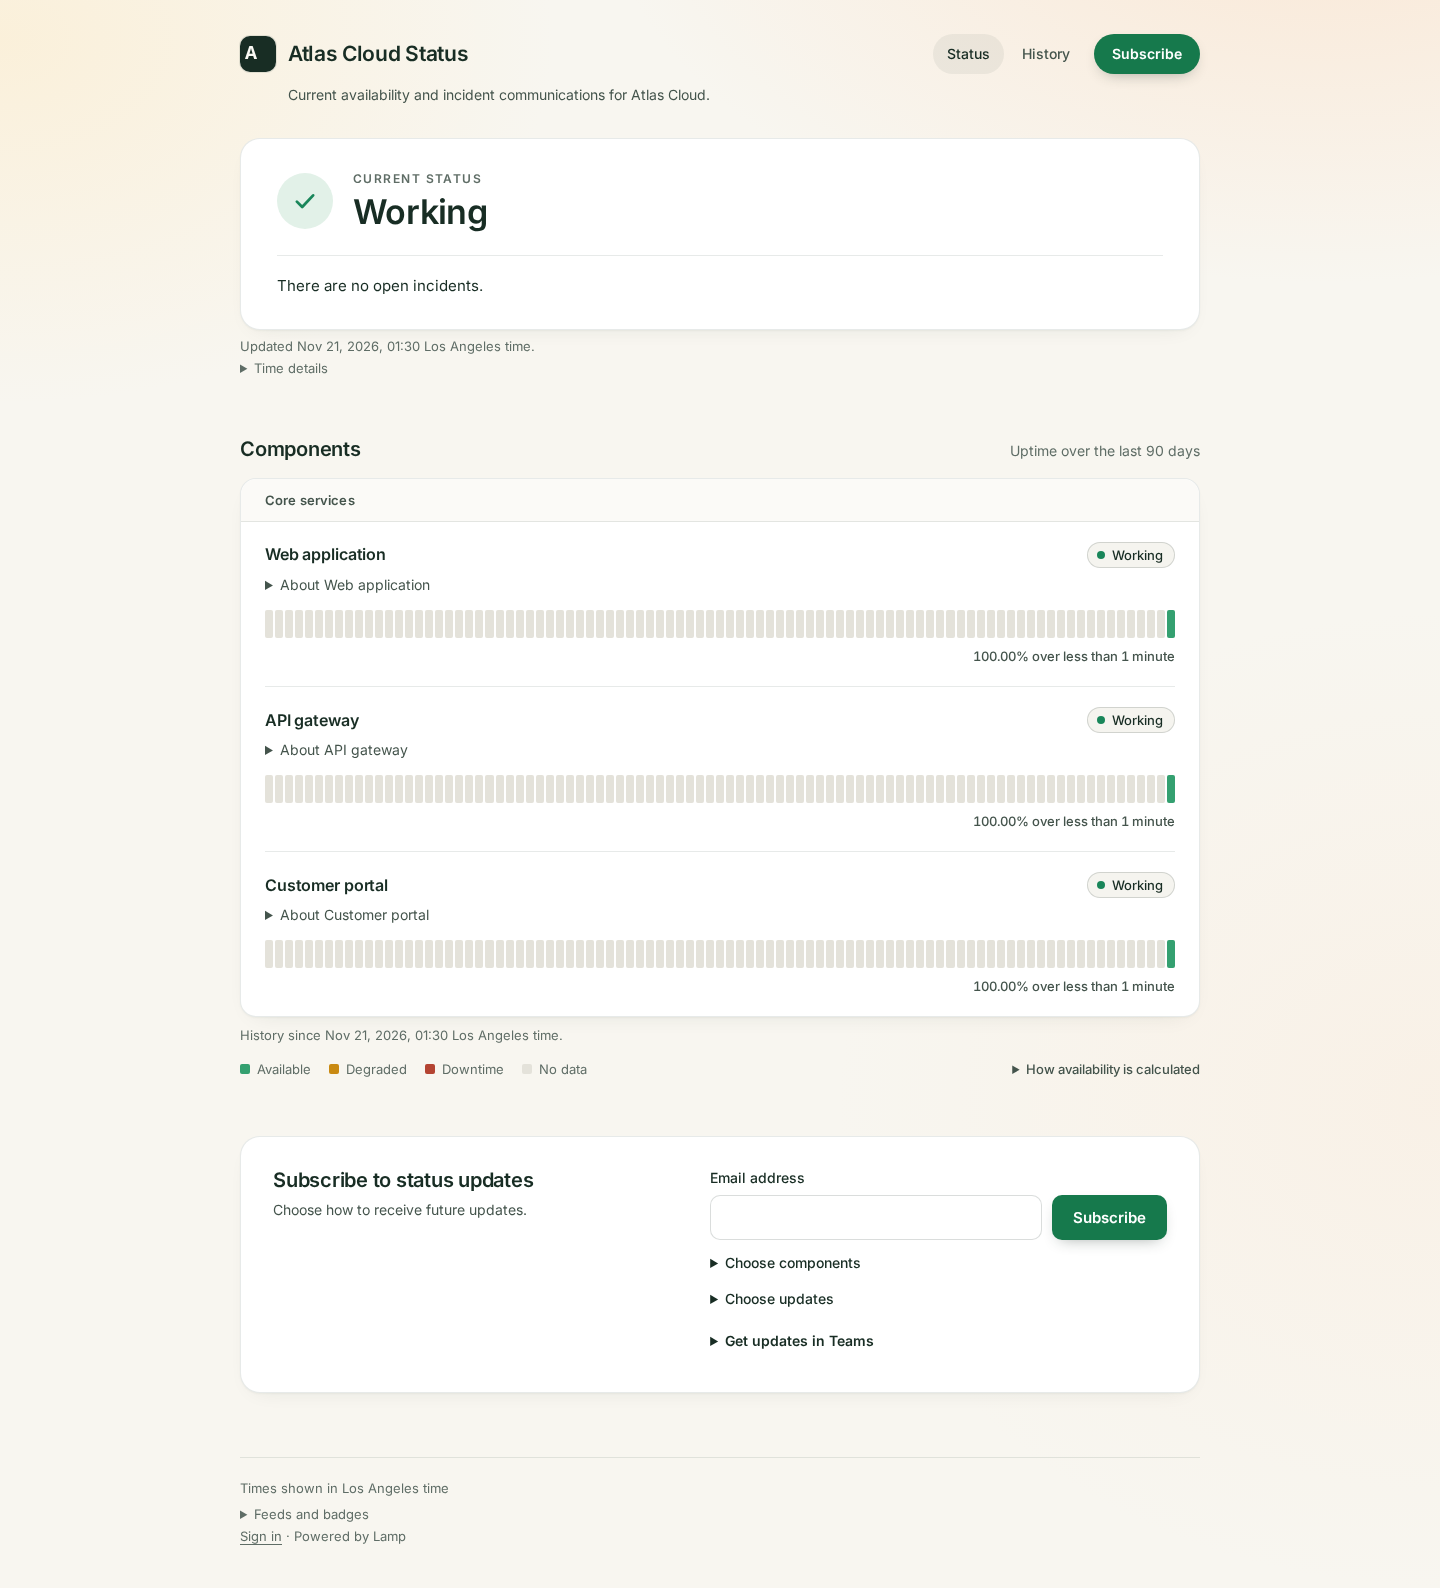 A
Atlas Cloud Status
Status
History
Subscribe
Current availability and incident communications for Atlas Cloud.
CURRENT STATUS
Working
There are no open incidents.
Updated Nov 21, 2026, 01:30 Los Angeles time.
Time details
Components
Uptime over the last 90 days
Core services
Web application
Working
About Web application
100.00% over less than 1 minute
API gateway
Working
About API gateway
100.00% over less than 1 minute
Customer portal
Working
About Customer portal
100.00% over less than 1 minute
History since Nov 21, 2026, 01:30 Los Angeles time.
Available
Degraded
Downtime
No data
How availability is calculated
Subscribe to status updates
Choose how to receive future updates.
Email address
Subscribe
Choose components
Choose updates
Get updates in Teams
Times shown in Los Angeles time
Feeds and badges
Sign in · Powered by Lamp